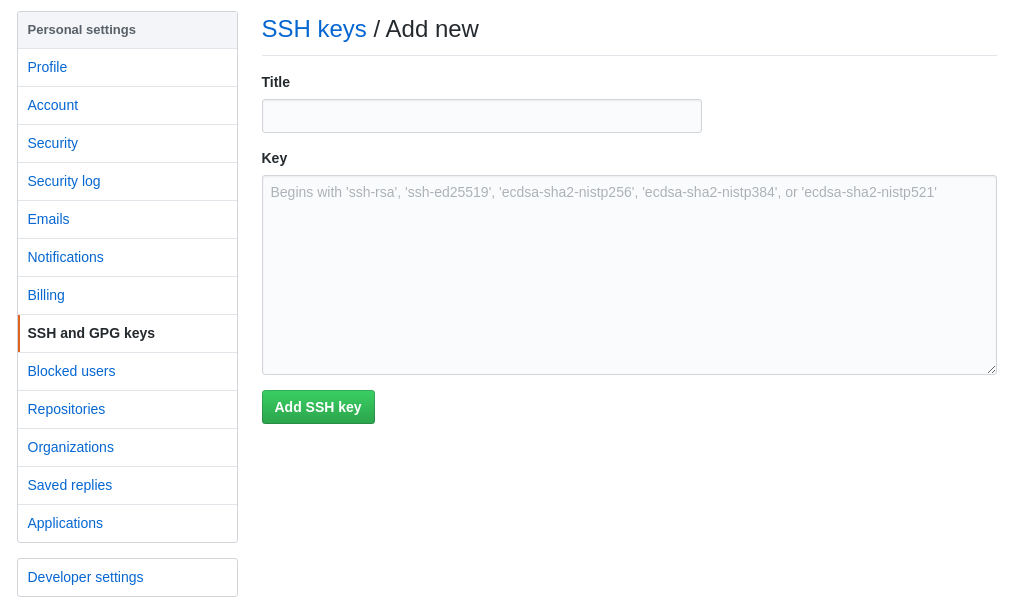 Personal settings
Profile
Account
Security
Security log
Emails
Notifications
Billing
SSH and GPG keys
Blocked users
Repositories
Organizations
Saved replies
Applications
Developer settings
SSH keys / Add new
Title
Key
Begins with 'ssh-rsa', 'ssh-ed25519', 'ecdsa-sha2-nistp256', 'ecdsa-sha2-nistp384', or 'ecdsa-sha2-nistp521'
Add SSH key